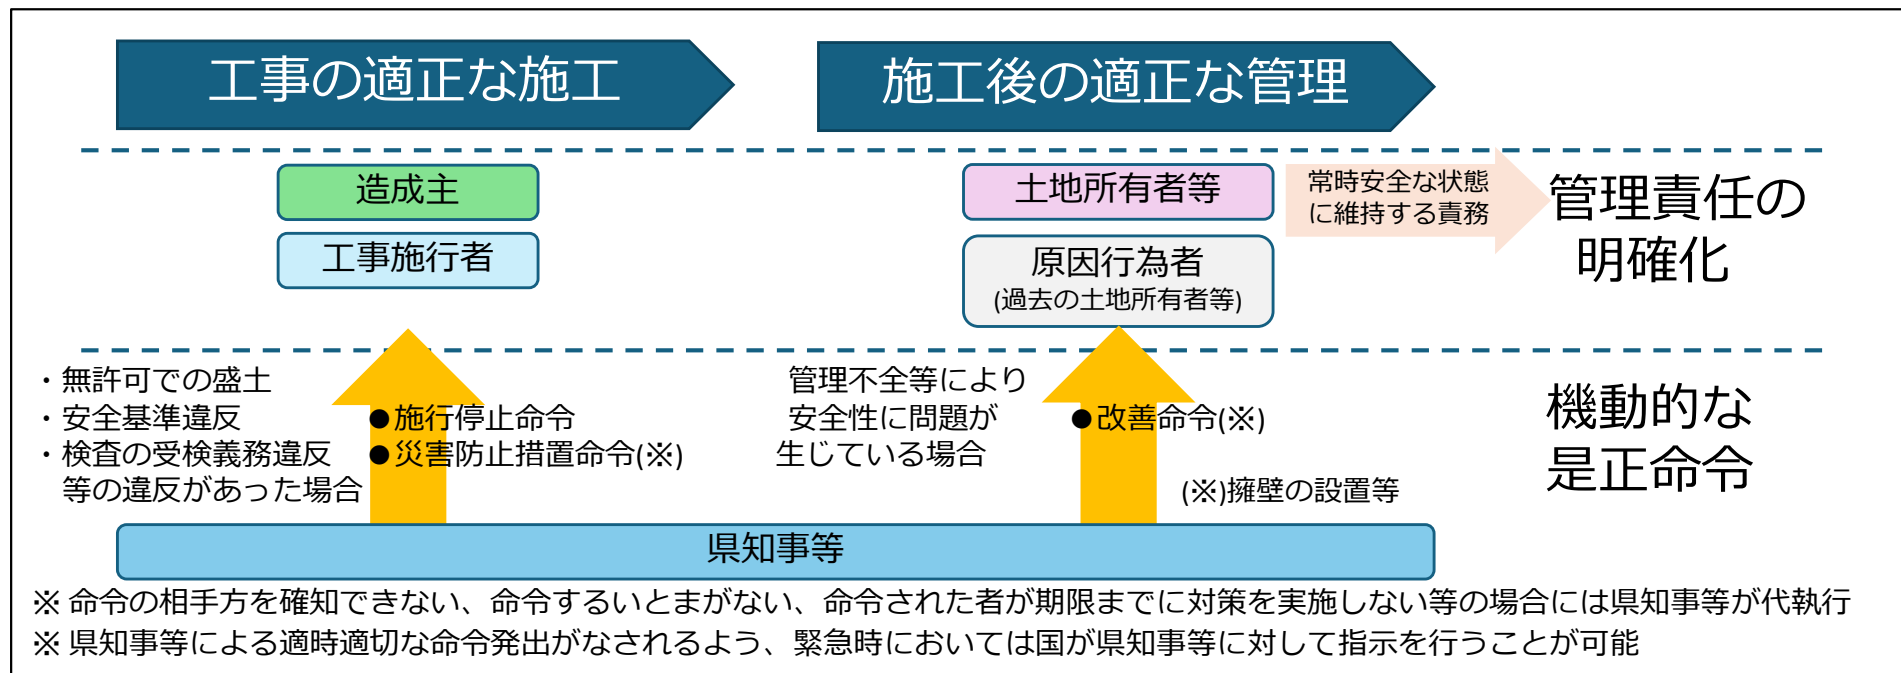 工事の適正な施工
施工後の適正な管理
造成主
工事施行者
土地所有者等
原因行為者
(過去の土地所有者等)
常時安全な状態
に維持する責務
管理責任の
明確化
・無許可での盛土
・安全基準違反
・検査の受検義務違反
等の違反があった場合
●施行停止命令
●災害防止措置命令(※)
管理不全等により
安全性に問題が
生じている場合
●改善命令(※)
(※)擁壁の設置等
機動的な
是正命令
県知事等
※ 命令の相手方を確知できない、命令するいとまがない、命令された者が期限までに対策を実施しない等の場合には県知事等が代執行
※ 県知事等による適時適切な命令発出がなされるよう、緊急時においては国が県知事等に対して指示を行うことが可能